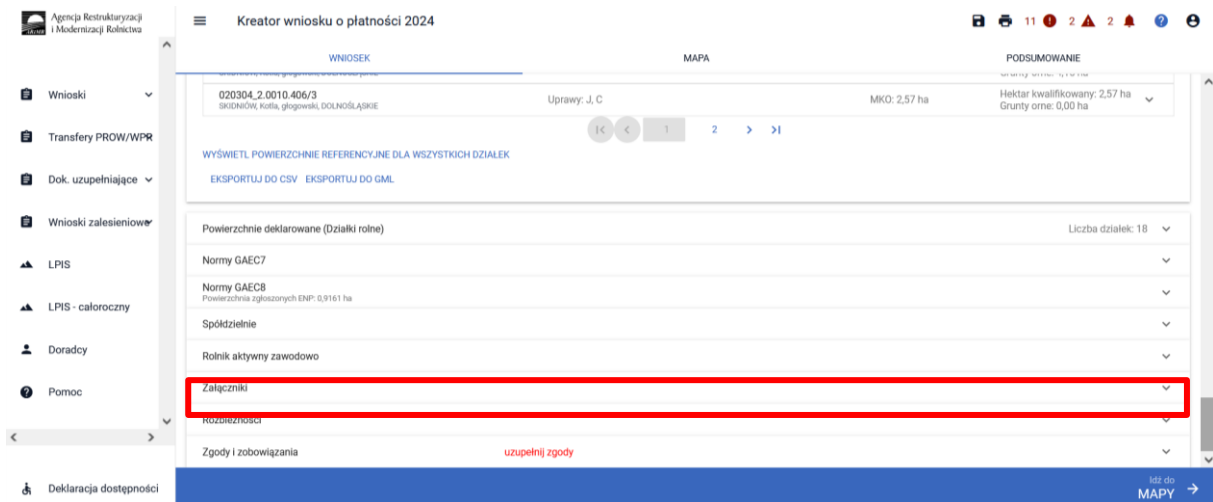 Agencja Restrukturyzacji
i Modernizacji Rolnictwa
Kreator wniosku o płatności 2024
11 2 2
WNIOSEK MAPA PODSUMOWANIE
Wnioski
Transfery PROW/WPR
Dok. uzupełniające
Wnioski zalesieniowe
LPIS
LPIS - całoroczny
Doradcy
Pomoc
Deklaracja dostępności
020304_2.0010.406/3
SKIDNIÓW, Kotla, głogowski, DOLNOŚLĄSKIE
Uprawy: J, C
MKO: 2,57 ha
Hektar kwalifikowany: 2,57 ha
Grunty orne: 0,00 ha
1 2
WYŚWIETL POWIERZCHNIE REFERENCYJNE DLA WSZYSTKICH DZIAŁEK
EKSPORTUJ DO CSV EKSPORTUJ DO GML
Powierzchnie deklarowane (Działki rolne) Liczba działek: 18
Normy GAEC7
Normy GAEC8
Powierzchnia zgłoszonych ENP: 0,9161 ha
Spółdzielnie
Rolnik aktywny zawodowo
Załączniki
Rozbieżności
Zgody i zobowiązania uzupełnij zgody
Idź do
MAPY